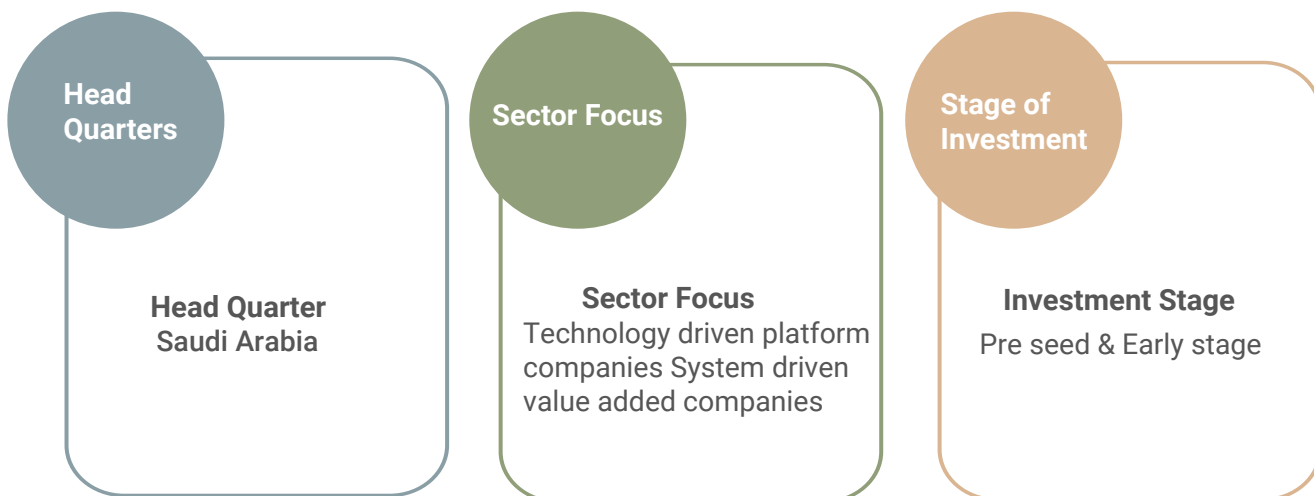 Head
Quarters
Head Quarter
Saudi Arabia
Sector Focus
Sector Focus
Technology driven platform
companies System driven
value added companies
Stage of
Investment
Investment Stage
Pre seed & Early stage